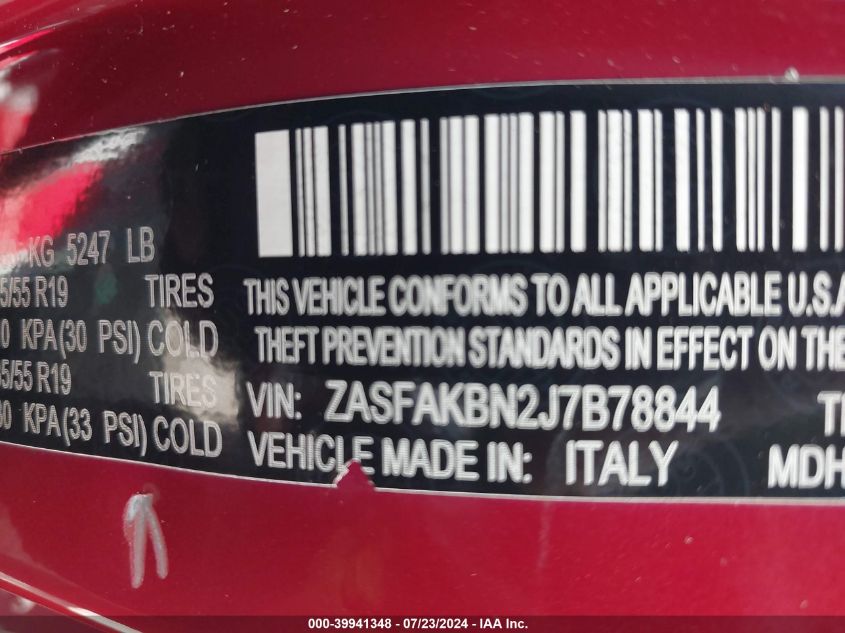 KG 5247 LB
5/55 R19 TIRES
0 KPA(30 PSI) COLD
5/55 R19 TIRES
30 KPA(33 PSI) COLD
THIS VEHICLE CONFORMS TO ALL APPLICABLE U.S.A
THEFT PREVENTION STANDARDS IN EFFECT ON THE
VIN: ZASFAKBN2J7B78844
VEHICLE MADE IN: ITALY MDH
000-39941348 - 07/23/2024 - IAA Inc.